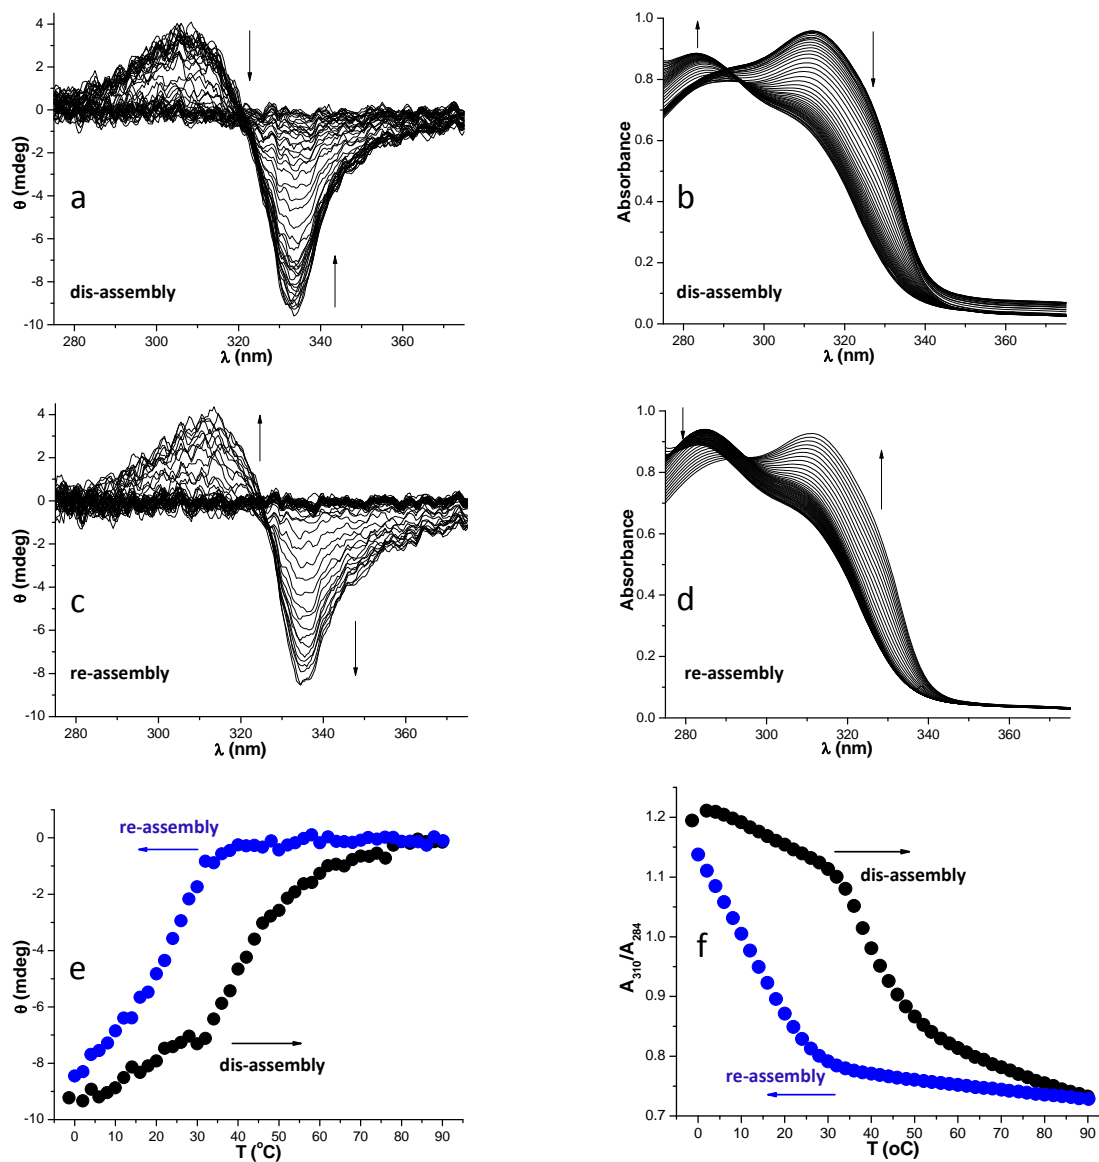 4
2
0
-2
-4
-6
-8
-10
θ (mdeg)
a
dis-assembly
280 300 320 340 360
λ (nm)
1.0
0.8
0.6
0.4
0.2
0.0
Absorbance
b
dis-assembly
280 300 320 340 360
λ (nm)
4
2
0
-2
-4
-6
-8
-10
θ (mdeg)
c
re-assembly
280 300 320 340 360
λ (nm)
1.0
0.8
0.6
0.4
0.2
0.0
Absorbance
d
re-assembly
280 300 320 340 360
λ (nm)
0
-2
-4
-6
-8
-10
θ (mdeg)
re-assembly
e
dis-assembly
0 10 20 30 40 50 60 70 80 90
T (°C)
1.2
1.1
1.0
0.9
0.8
0.7
A310/A284
dis-assembly
f
re-assembly
0 10 20 30 40 50 60 70 80 90
T (oC)